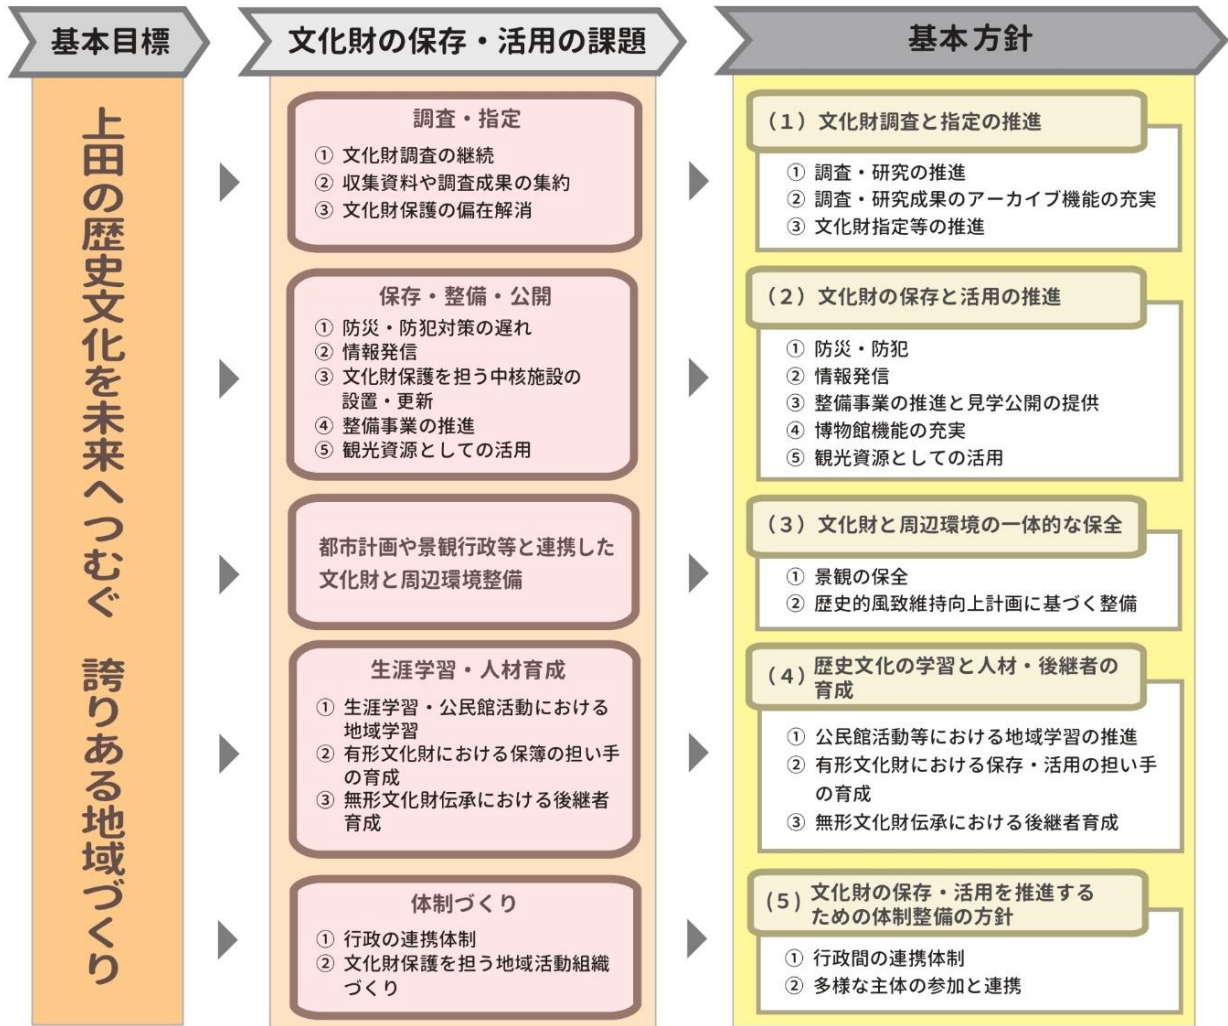 基本目標
上田の歴史文化を未来へつむぐ 誇りある地域づくり
文化財の保存・活用の課題
調査・指定
① 文化財調査の継続
② 収集資料や調査成果の集約
③ 文化財保護の偏在解消
保存・整備・公開
① 防災・防犯対策の遅れ
② 情報発信
③ 文化財保護を担う中核施設の
設置・更新
④ 整備事業の推進
⑤ 観光資源としての活用
都市計画や景観行政等と連携した
文化財と周辺環境整備
生涯学習・人材育成
① 生涯学習・公民館活動における
地域学習
② 有形文化財における保簿の担い手
の育成
③ 無形文化財伝承における後継者
育成
体制づくり
① 行政の連携体制
② 文化財保護を担う地域活動組織
づくり
基本方針
(1)文化財調査と指定の推進
① 調査・研究の推進
② 調査・研究成果のアーカイブ機能の充実
③ 文化財指定等の推進
(2)文化財の保存と活用の推進
① 防災・防犯
② 情報発信
③ 整備事業の推進と見学公開の提供
④ 博物館機能の充実
⑤ 観光資源としての活用
(3)文化財と周辺環境の一体的な保全
① 景観の保全
② 歴史的風致維持向上計画に基づく整備
(4)歴史文化の学習と人材・後継者の
育成
① 公民館活動等における地域学習の推進
② 有形文化財における保存・活用の担い手
の育成
③ 無形文化財伝承における後継者育成
(5)文化財の保存・活用を推進する
ための体制整備の方針
① 行政間の連携体制
② 多様な主体の参加と連携